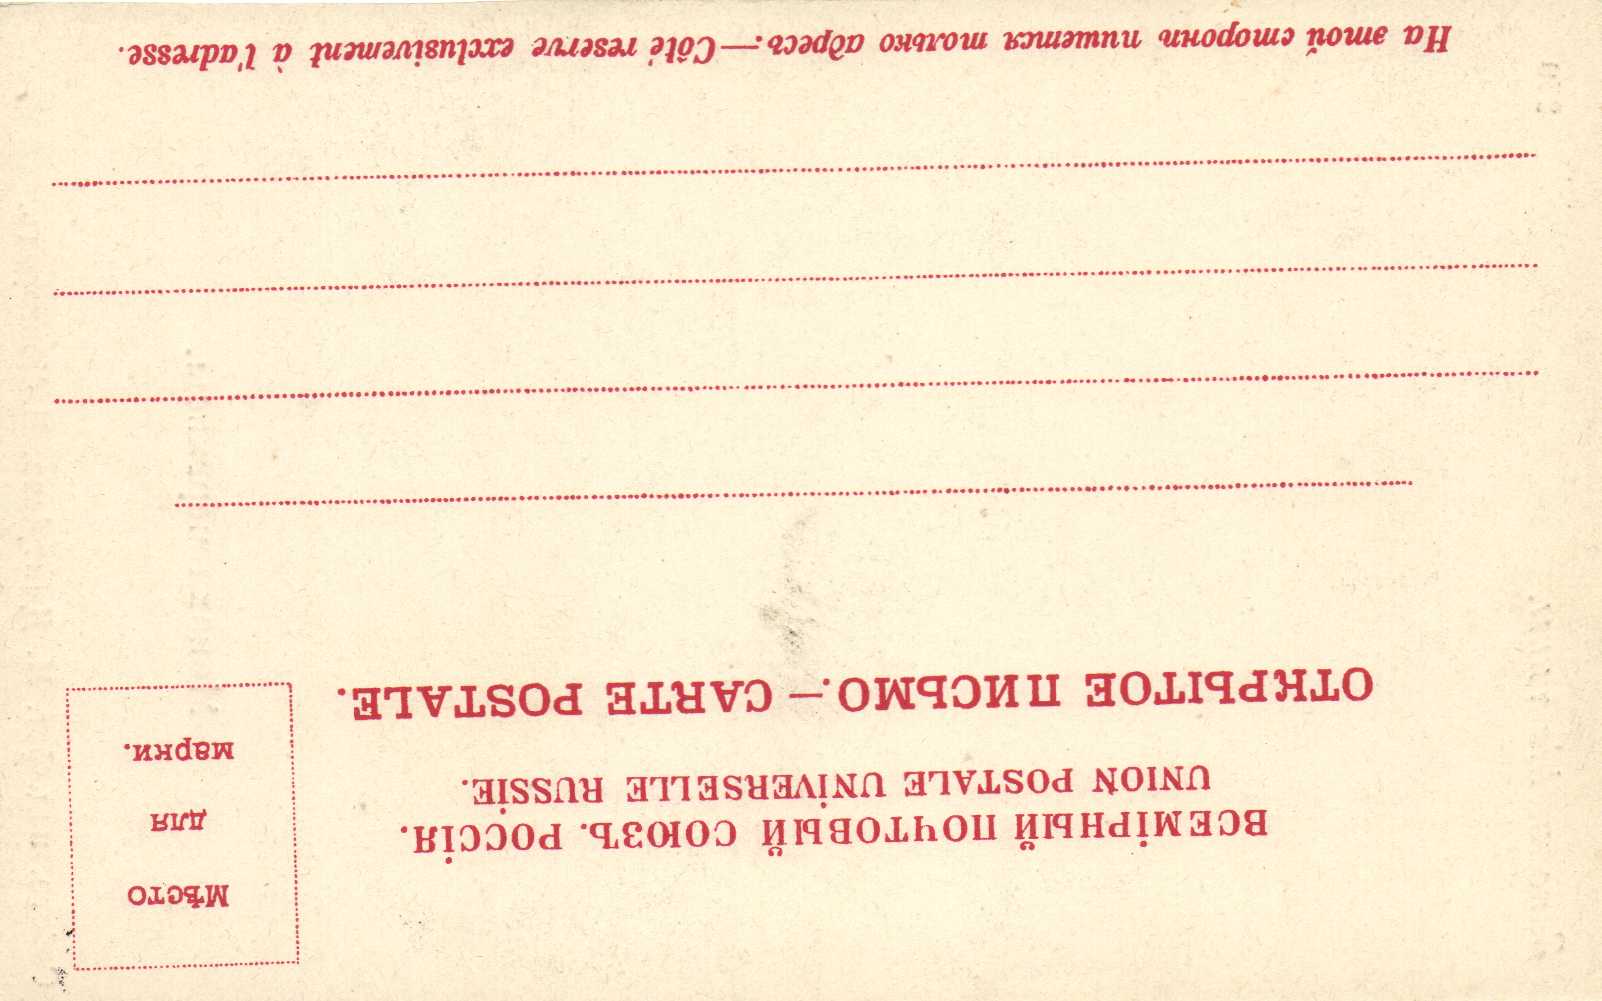 ВСЕМІРНЫЙ ПОЧТОВЫЙ СОЮЗЪ. РОССІЯ.
UNION POSTALE UNIVERSELLE RUSSIE.
ОТКРЫТОЕ ПИСЬМО.—CARTE POSTALE.
Мѣсто
для
марки.
На этой сторонѣ пишется только адресъ.—Côté reservé exclusivement à l'adresse.